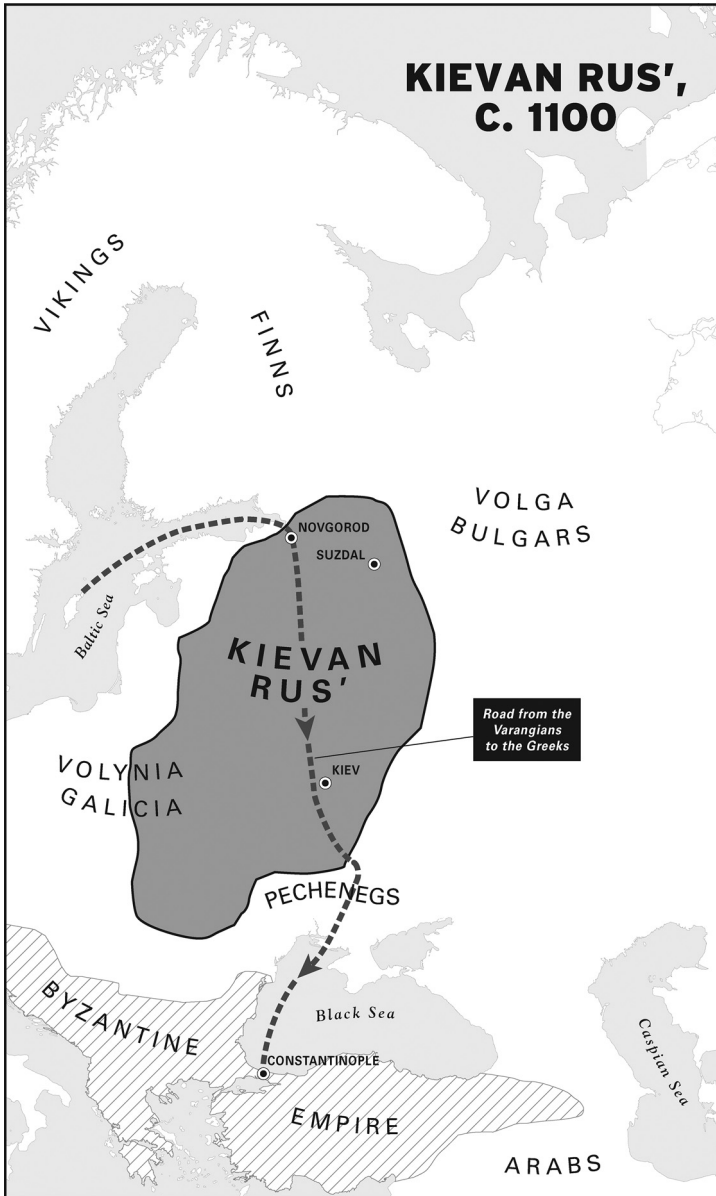 KIEVAN RUS′,
C. 1100
VIKINGS
FINNS
VOLGA
BULGARS
NOVGOROD
SUZDAL
Baltic Sea
KIEVAN
RUS′
Road from the
Varangians
to the Greeks
VOLYNIA
GALICIA
KIEV
PECHENEGS
BYZANTINE
Black Sea
Caspian Sea
CONSTANTINOPLE
EMPIRE
ARABS